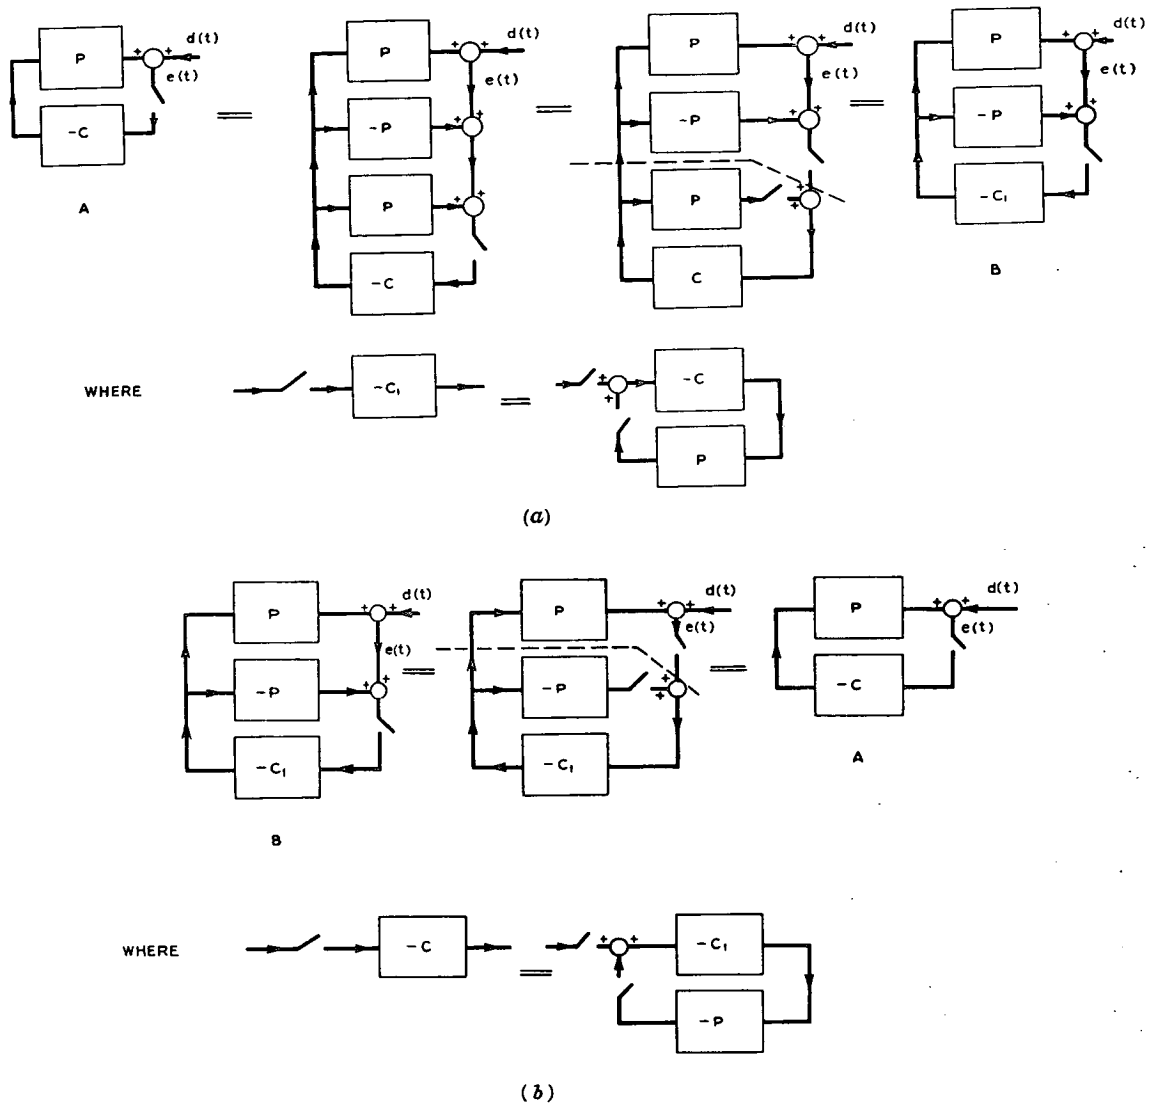 P
d(t)
e(t)
-C
A
P
d(t)
e(t)
-P
P
-C
P
d(t)
e(t)
-P
P
C
P
d(t)
e(t)
-P
-C₁
B
WHERE
-C₁
-C
P
(a)
P
d(t)
e(t)
-P
-C₁
B
P
d(t)
e(t)
-P
-C₁
P
d(t)
e(t)
-C
A
WHERE
-C
-C₁
-P
(b)